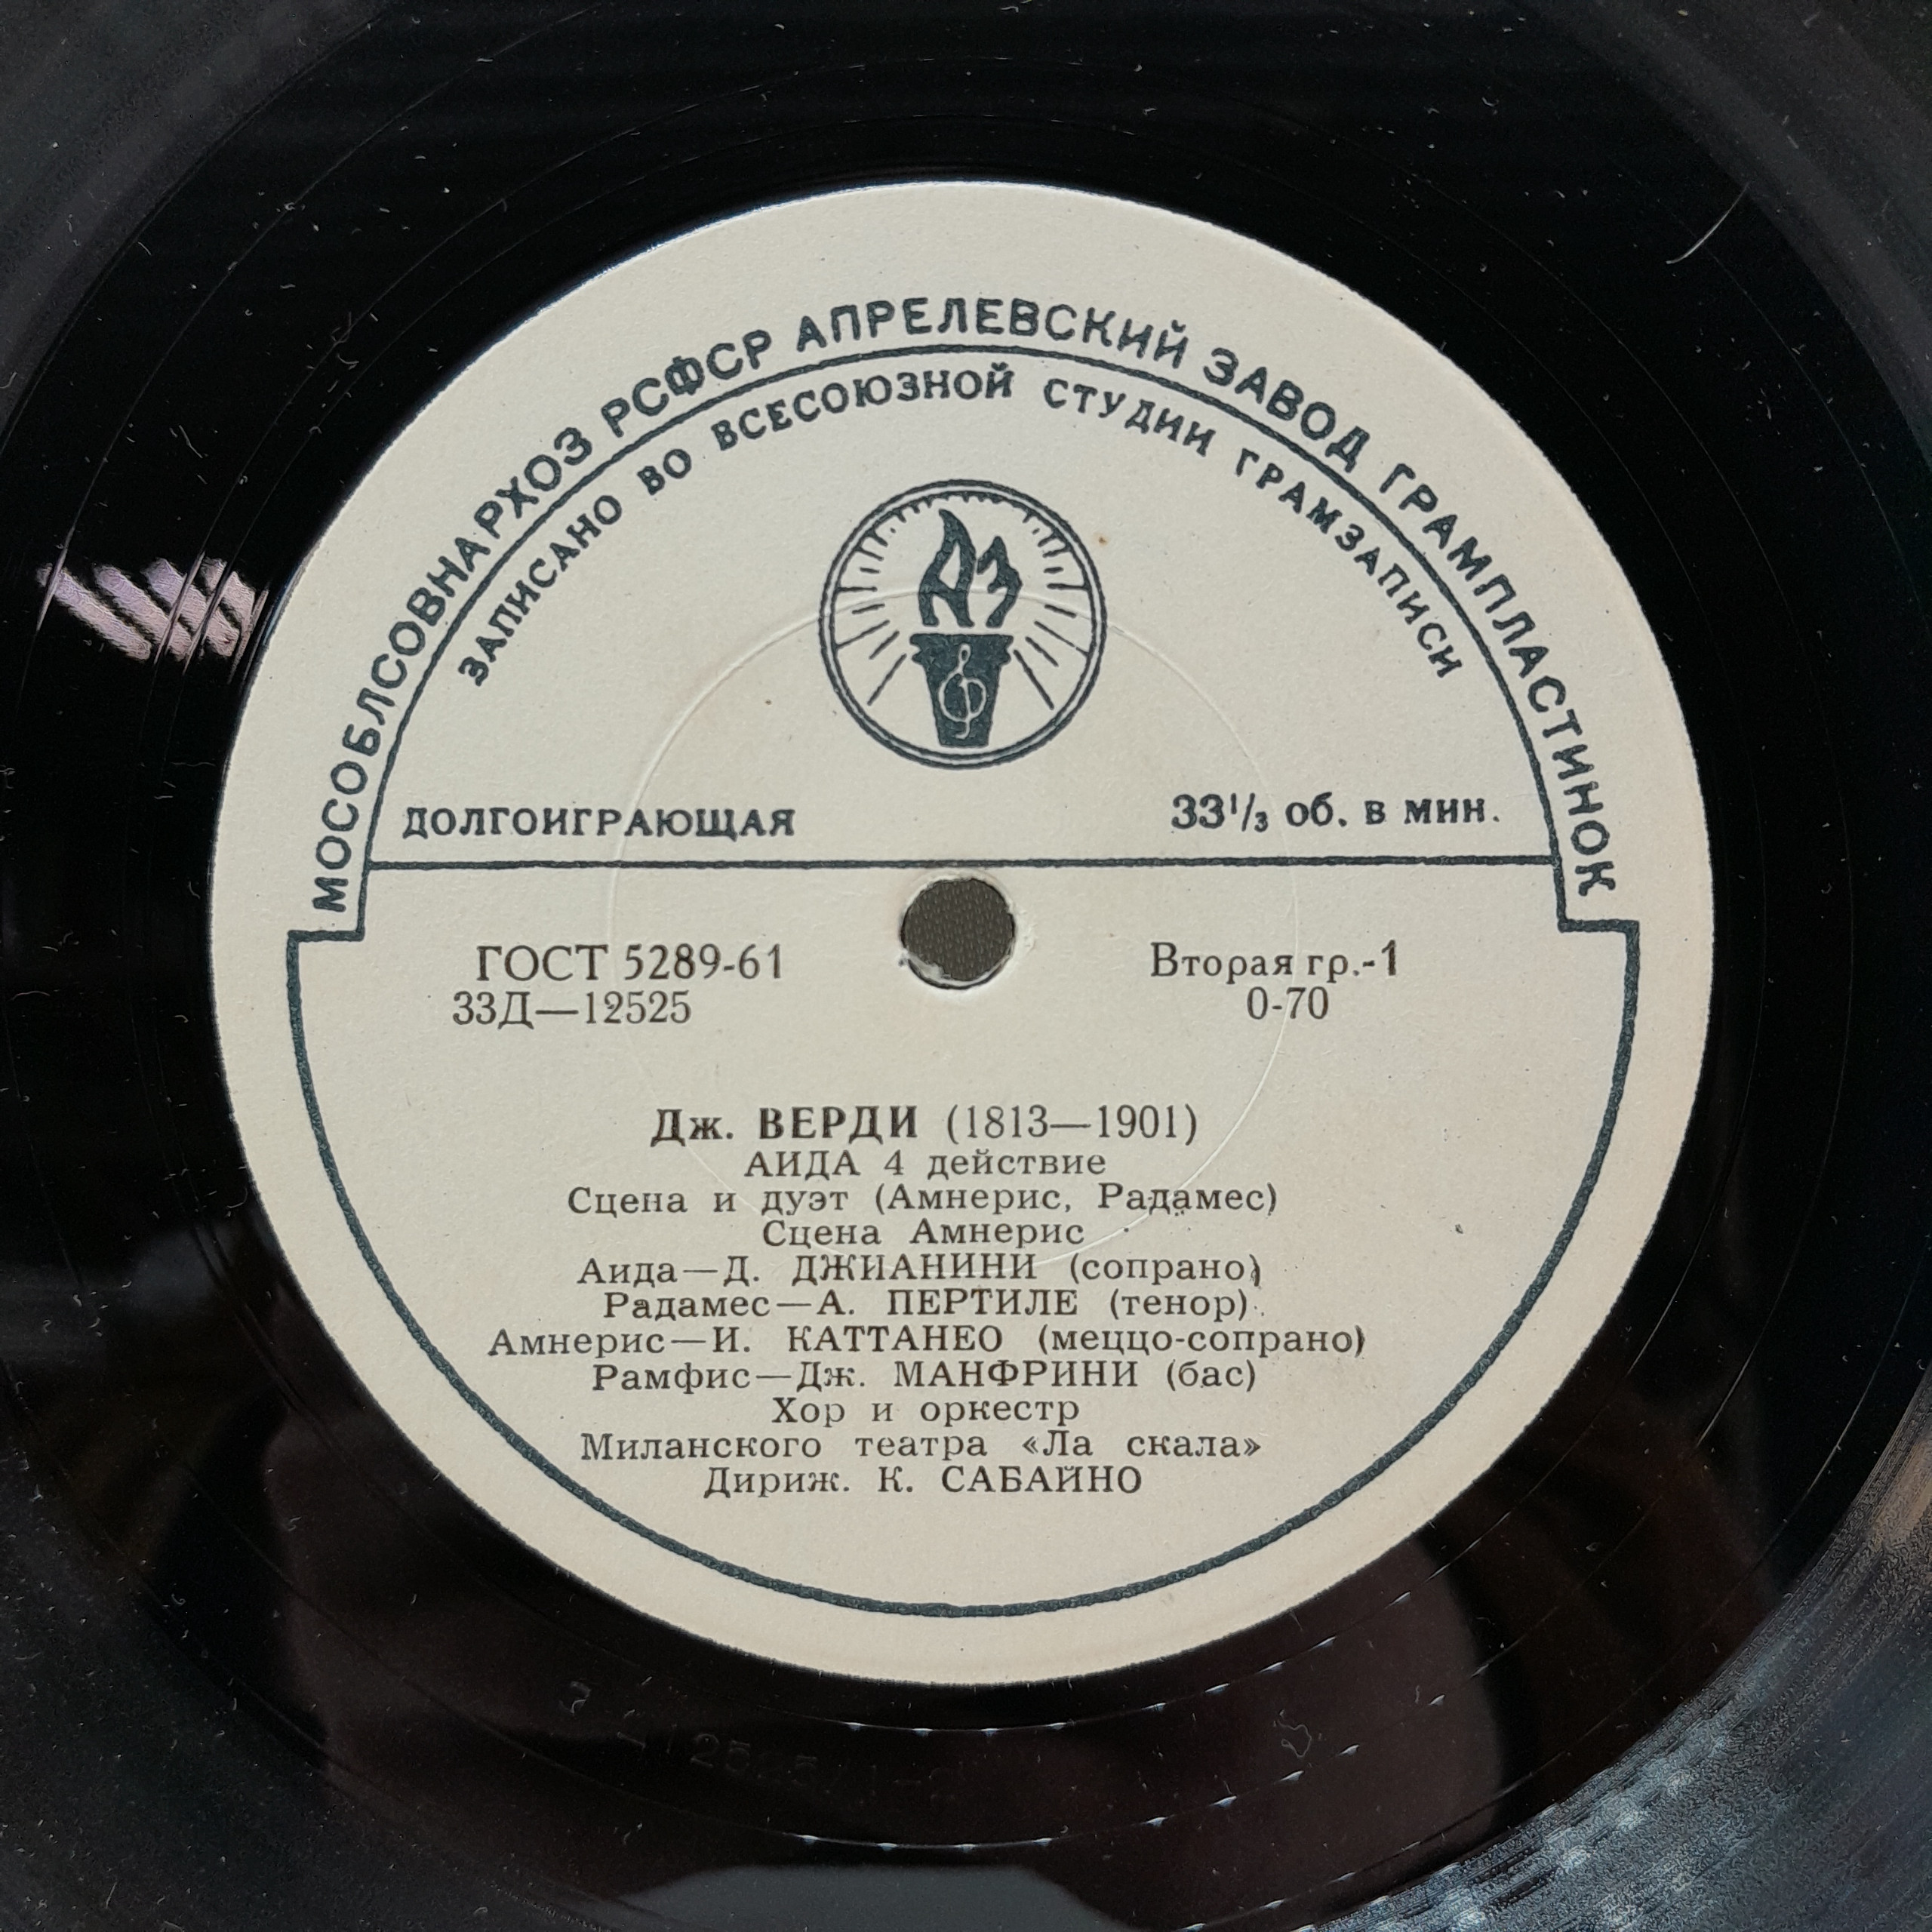 МОСОБЛСОВНАРХОЗ РСФСР АПРЕЛЕВСКИЙ ЗАВОД ГРАМПЛАСТИНОК
ЗАПИСАНО ВО ВСЕСОЮЗНОЙ СТУДИИ ГРАМЗАПИСИ
ДОЛГОИГРАЮЩАЯ 33⅓ об. в мин.
ГОСТ 5289-61 Вторая гр.-1
33Д—12525 0-70
Дж. ВЕРДИ (1813—1901)
АИДА 4 действие
Сцена и дуэт (Амнерис, Радамес)
Сцена Амнерис
Аида—Д. ДЖИАНИНИ (сопрано)
Радамес—А. ПЕРТИЛЕ (тенор)
Амнерис—И. КАТТАНЕО (меццо-сопрано)
Рамфис—Дж. МАНФРИНИ (бас)
Хор и оркестр
Миланского театра «Ла скала»
Дириж. К. САБАЙНО